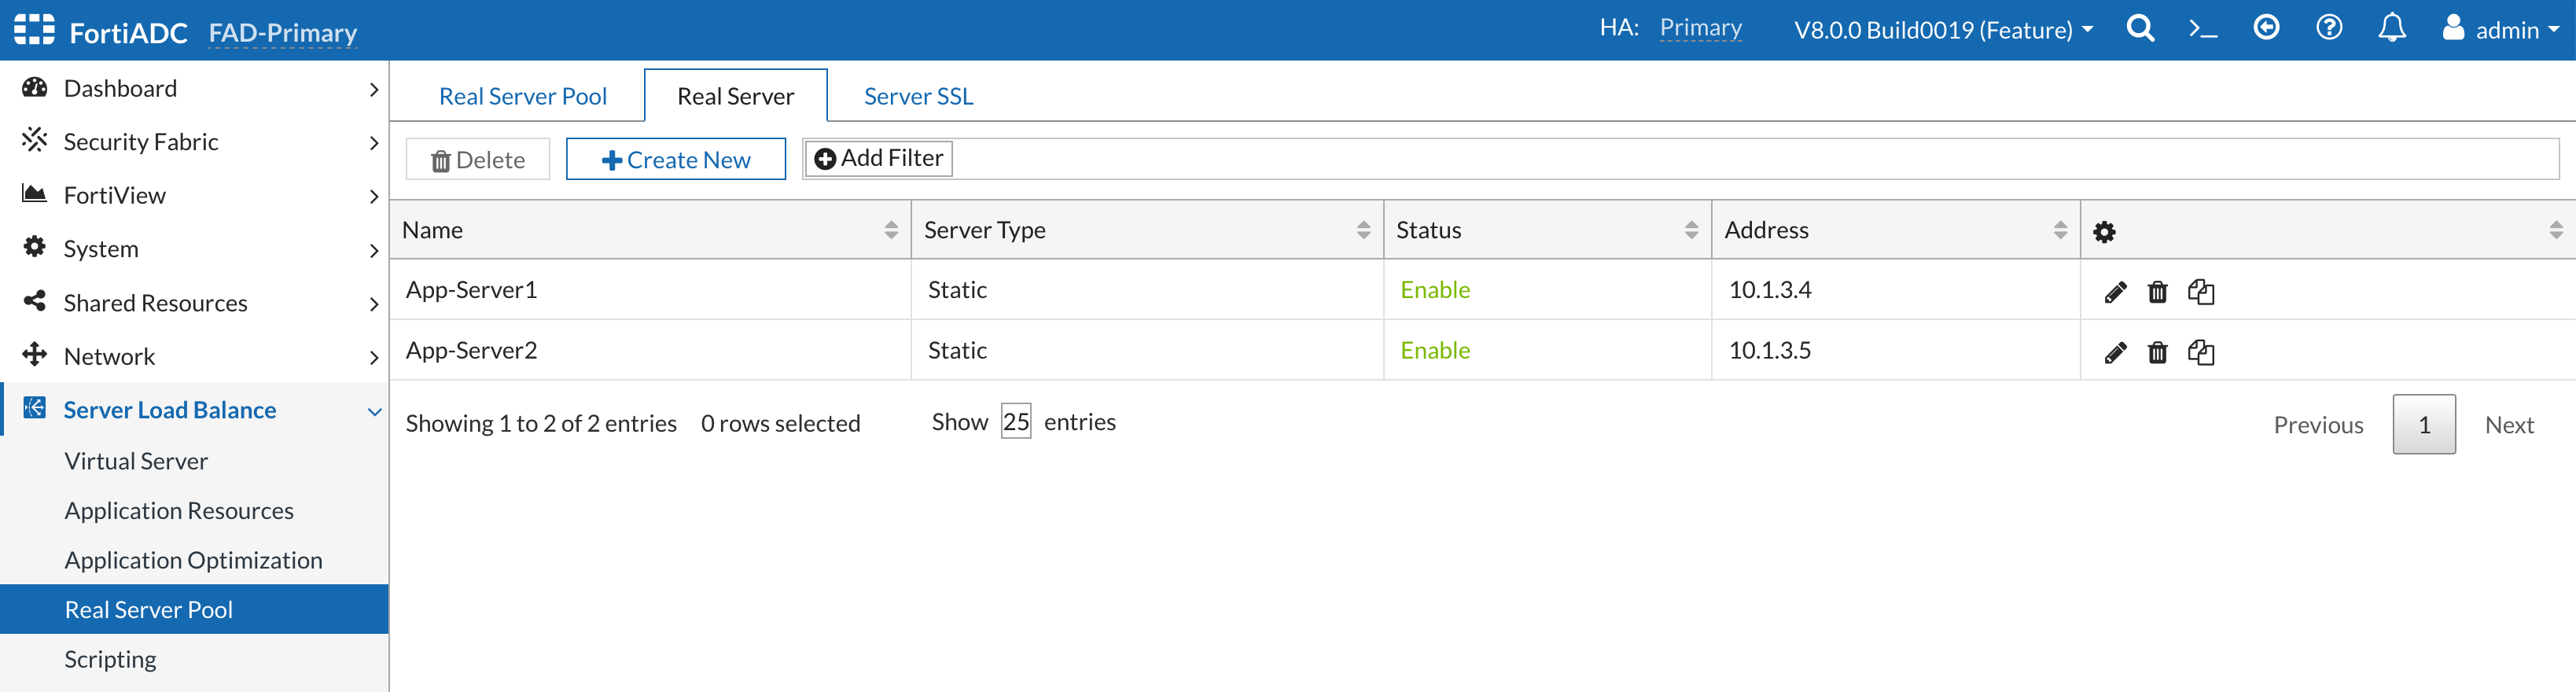 FortiADC FAD-Primary HA: Primary V8.0.0 Build0019 (Feature) admin
Dashboard
Security Fabric
FortiView
System
Shared Resources
Network
Server Load Balance
Virtual Server
Application Resources
Application Optimization
Real Server Pool
Scripting
Real Server Pool Real Server Server SSL
Delete Create New Add Filter
Name Server Type Status Address
App-Server1 Static Enable 10.1.3.4
App-Server2 Static Enable 10.1.3.5
Showing 1 to 2 of 2 entries 0 rows selected Show 25 entries Previous 1 Next